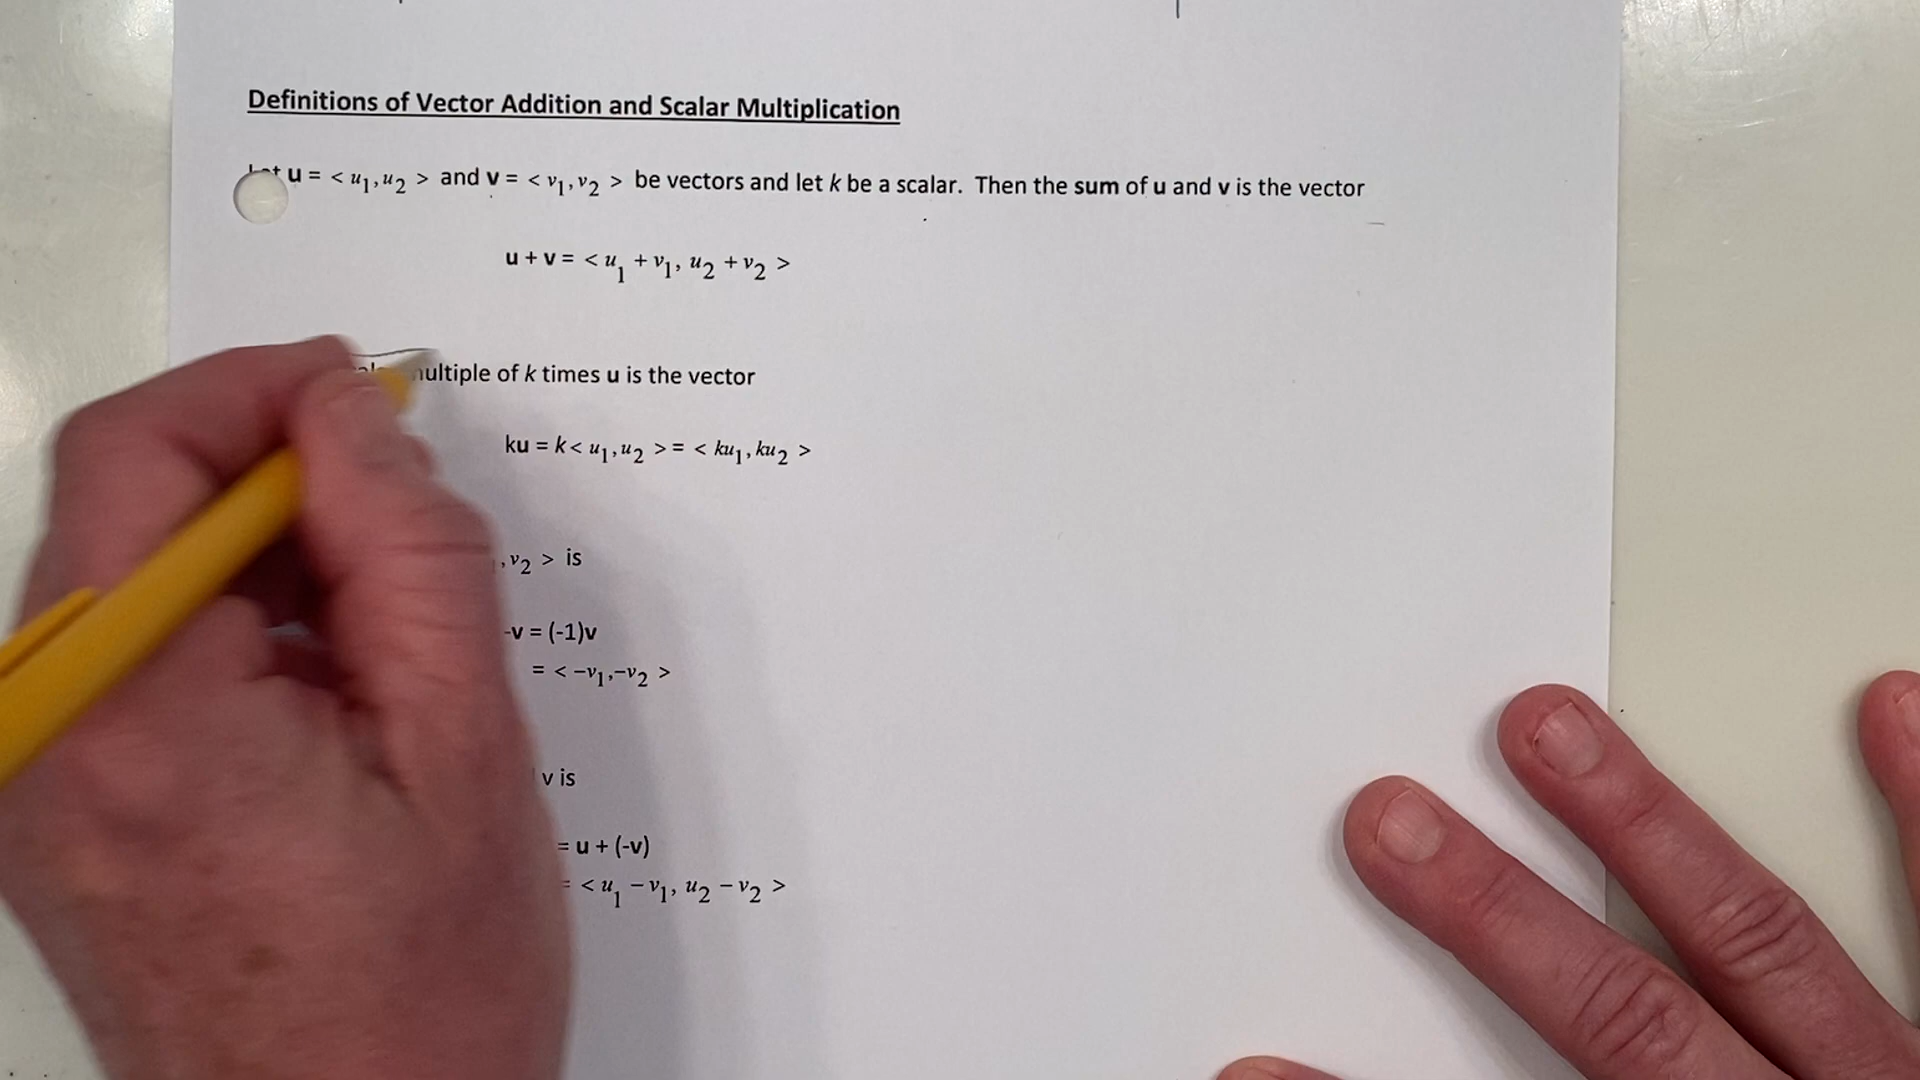 Definitions of Vector Addition and Scalar Multiplication
u = < u₁, u₂ > and v = < v₁, v₂ > be vectors and let k be a scalar. Then the sum of u and v is the vector
u + v = < u₁ + v₁, u₂ + v₂ >
of k times u is the vector
ku = k < u₁, u₂ > = < ku₁, ku₂ >
, v₂ > is
-v = (-1)v
= < −v₁, −v₂ >
v is
= u + (-v)
= < u₁ − v₁, u₂ − v₂ >